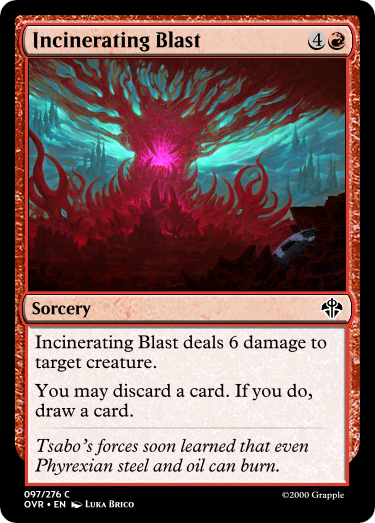 Incinerating Blast 4
Sorcery
Incinerating Blast deals 6 damage to
target creature.
You may discard a card. If you do,
draw a card.
Tsabo's forces soon learned that even
Phyrexian steel and oil can burn.
097/276 C
OVR • EN Luka Brico
©2000 Grapple